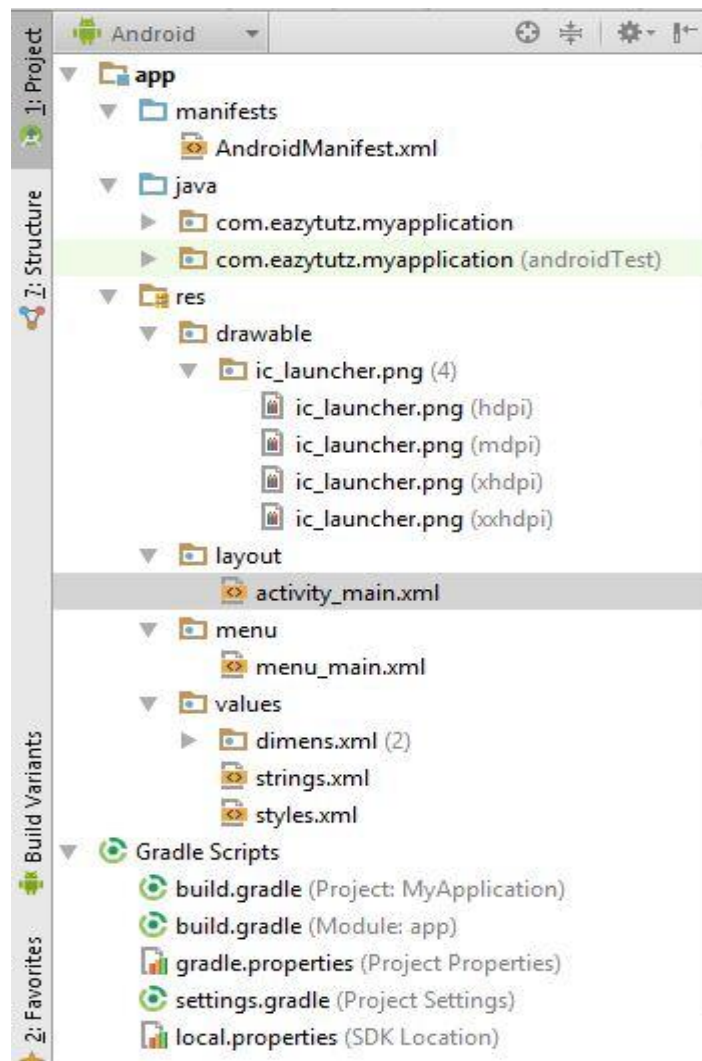 Android
1: Project
7: Structure
Build Variants
2: Favorites
app
manifests
AndroidManifest.xml
java
com.eazytutz.myapplication
com.eazytutz.myapplication (androidTest)
res
drawable
ic_launcher.png (4)
ic_launcher.png (hdpi)
ic_launcher.png (mdpi)
ic_launcher.png (xhdpi)
ic_launcher.png (xxhdpi)
layout
activity_main.xml
menu
menu_main.xml
values
dimens.xml (2)
strings.xml
styles.xml
Gradle Scripts
build.gradle (Project: MyApplication)
build.gradle (Module: app)
gradle.properties (Project Properties)
settings.gradle (Project Settings)
local.properties (SDK Location)